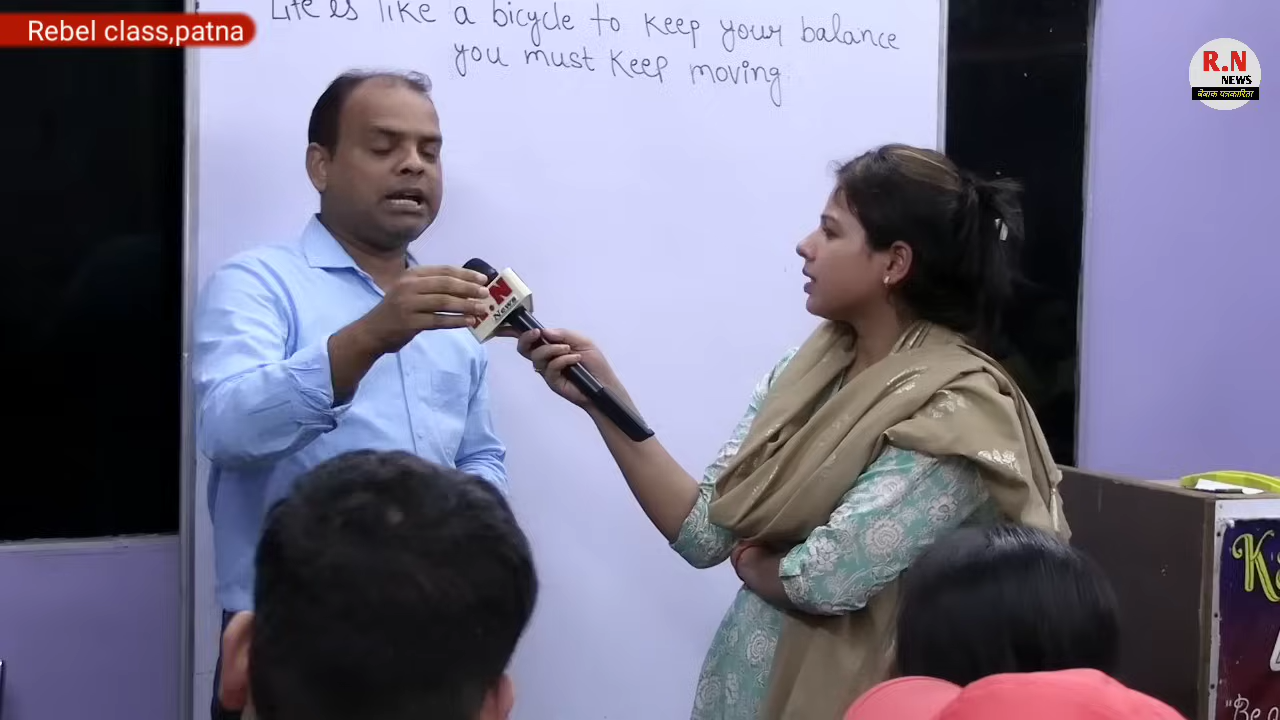 Rebel class,patna
Life is like a bicycle to keep your balance
you must keep moving.
R.N
NEWS
बेबाक पत्रकारिता
R.N
News